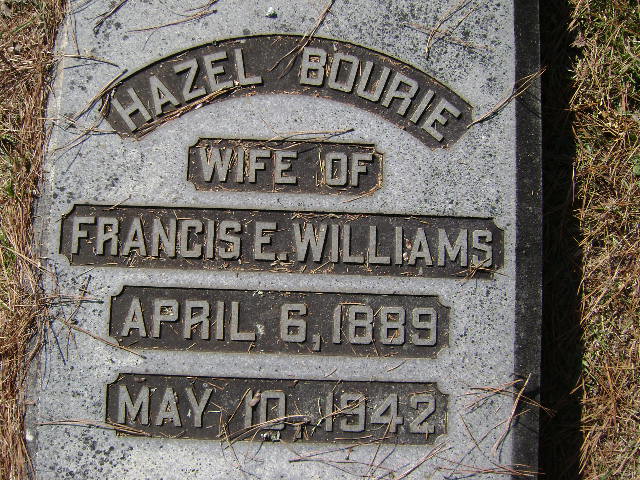 HAZEL BOURIE
WIFE OF
FRANCIS E. WILLIAMS
APRIL 6, 1889
MAY 10, 1942